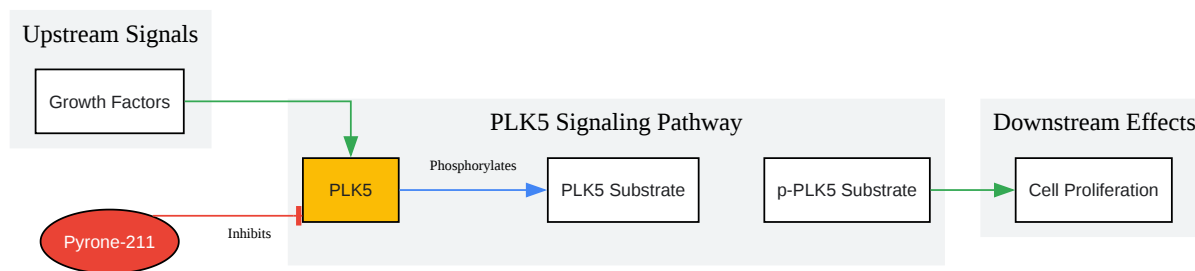 Upstream Signals
Growth Factors
PLK5 Signaling Pathway
Downstream Effects
PLK5
Phosphorylates
PLK5 Substrate
p-PLK5 Substrate
Cell Proliferation
Inhibits
Pyrone-211